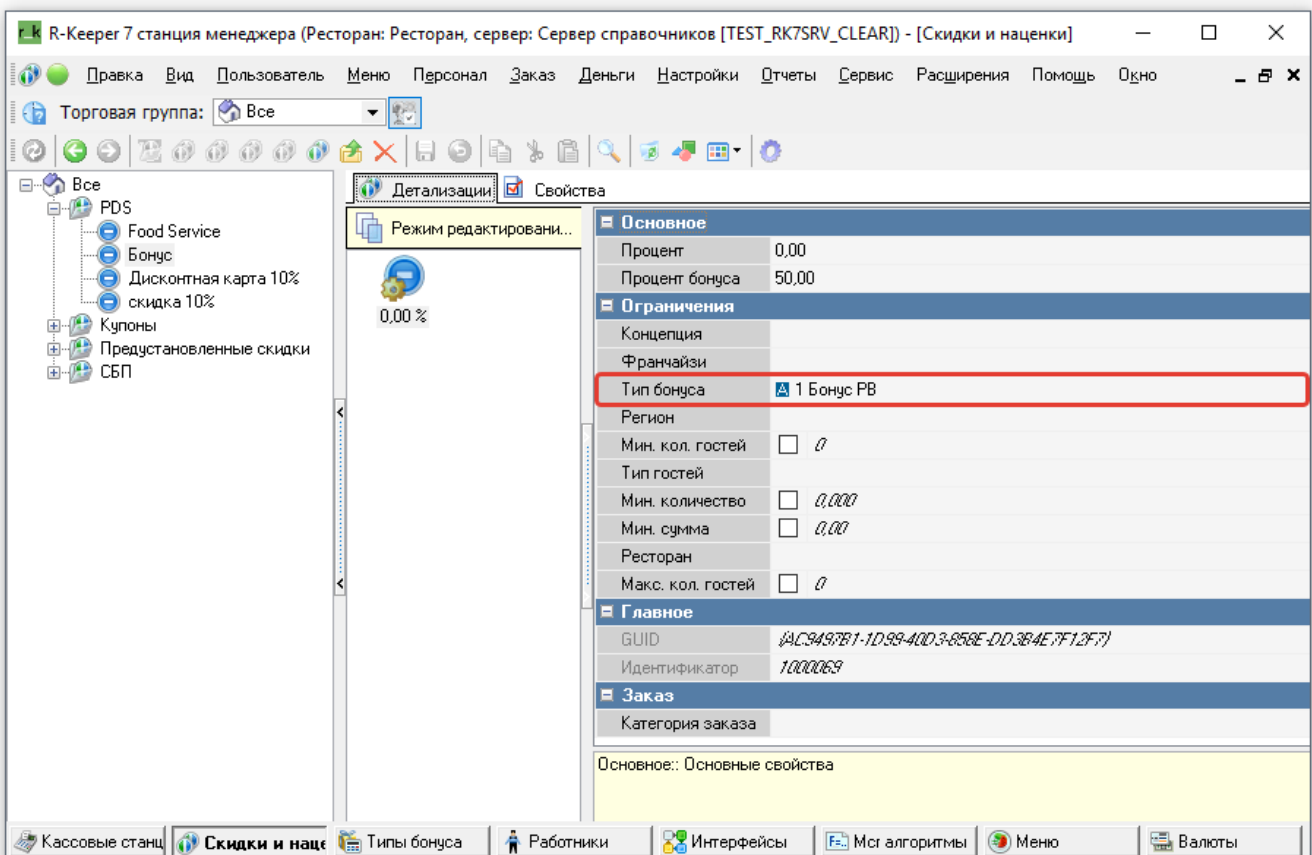 r_k R-Keeper 7 станция менеджера (Ресторан: Ресторан, сервер: Сервер справочников [TEST_RK7SRV_CLEAR]) - [Скидки и наценки]
Правка Вид Пользователь Меню Персонал Заказ Деньги Настройки Отчеты Сервис Расширения Помощь Окно
Торговая группа: Все
Все
PDS
Food Service
Бонус
Дисконтная карта 10%
скидка 10%
Купоны
Предустановленные скидки
СБП
Детализации Свойства
Режим редактировани...
0,00 %
Основное
Процент 0,00
Процент бонуса 50,00
Ограничения
Концепция
Франчайзи
Тип бонуса A 1 Бонус РВ
Регион
Мин. кол. гостей 0
Тип гостей
Мин. количество 0,000
Мин. сумма 0,00
Ресторан
Макс. кол. гостей 0
Главное
GUID {AC9497B1-1D99-40D3-858E-DD3B4E7F12F7}
Идентификатор 1000069
Заказ
Категория заказа
Основное:: Основные свойства
Кассовые станц Скидки и наце Типы бонуса Работники Интерфейсы F=.. Мcr алгоритмы Меню Валюты